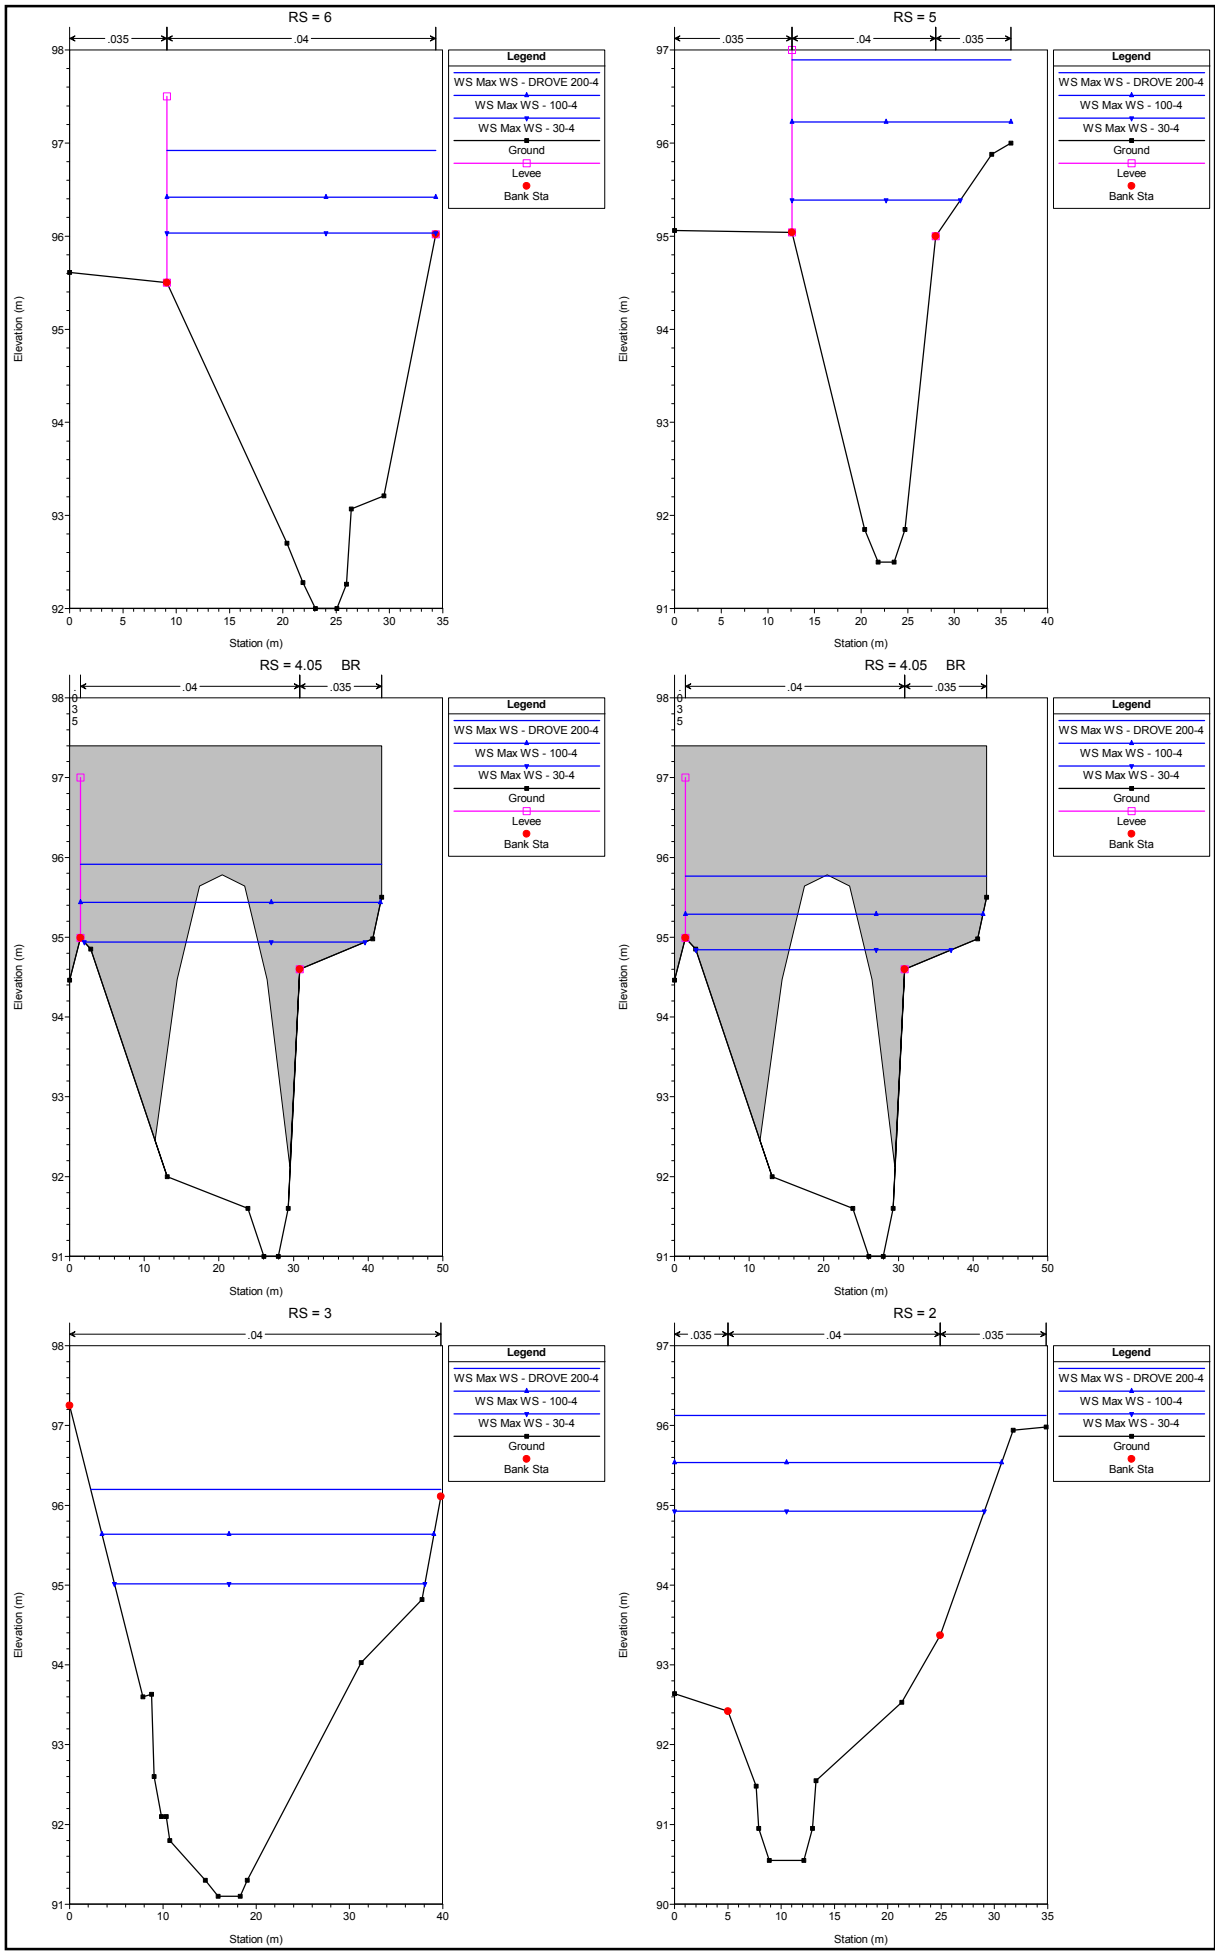 RS = 6
.035
.04
98
97
96
95
94
93
92
0
5
10
15
20
25
30
35
Elevation (m)
Station (m)
Legend
WS Max WS - DROVE 200-4
WS Max WS - 100-4
WS Max WS - 30-4
Ground
Levee
Bank Sta
RS = 5
.035
.04
.035
97
96
95
94
93
92
91
0
5
10
15
20
25
30
35
40
Elevation (m)
Station (m)
Legend
WS Max WS - DROVE 200-4
WS Max WS - 100-4
WS Max WS - 30-4
Ground
Levee
Bank Sta
RS = 4.05 BR
.035
.04
.035
98
97
96
95
94
93
92
91
0
10
20
30
40
50
Elevation (m)
Station (m)
Legend
WS Max WS - DROVE 200-4
WS Max WS - 100-4
WS Max WS - 30-4
Ground
Levee
Bank Sta
RS = 4.05 BR
.035
.04
.035
98
97
96
95
94
93
92
91
0
10
20
30
40
50
Elevation (m)
Station (m)
Legend
WS Max WS - DROVE 200-4
WS Max WS - 100-4
WS Max WS - 30-4
Ground
Levee
Bank Sta
RS = 3
.04
98
97
96
95
94
93
92
91
0
10
20
30
40
Elevation (m)
Station (m)
Legend
WS Max WS - DROVE 200-4
WS Max WS - 100-4
WS Max WS - 30-4
Ground
Bank Sta
RS = 2
.035
.04
.035
97
96
95
94
93
92
91
90
0
5
10
15
20
25
30
35
Elevation (m)
Station (m)
Legend
WS Max WS - DROVE 200-4
WS Max WS - 100-4
WS Max WS - 30-4
Ground
Bank Sta